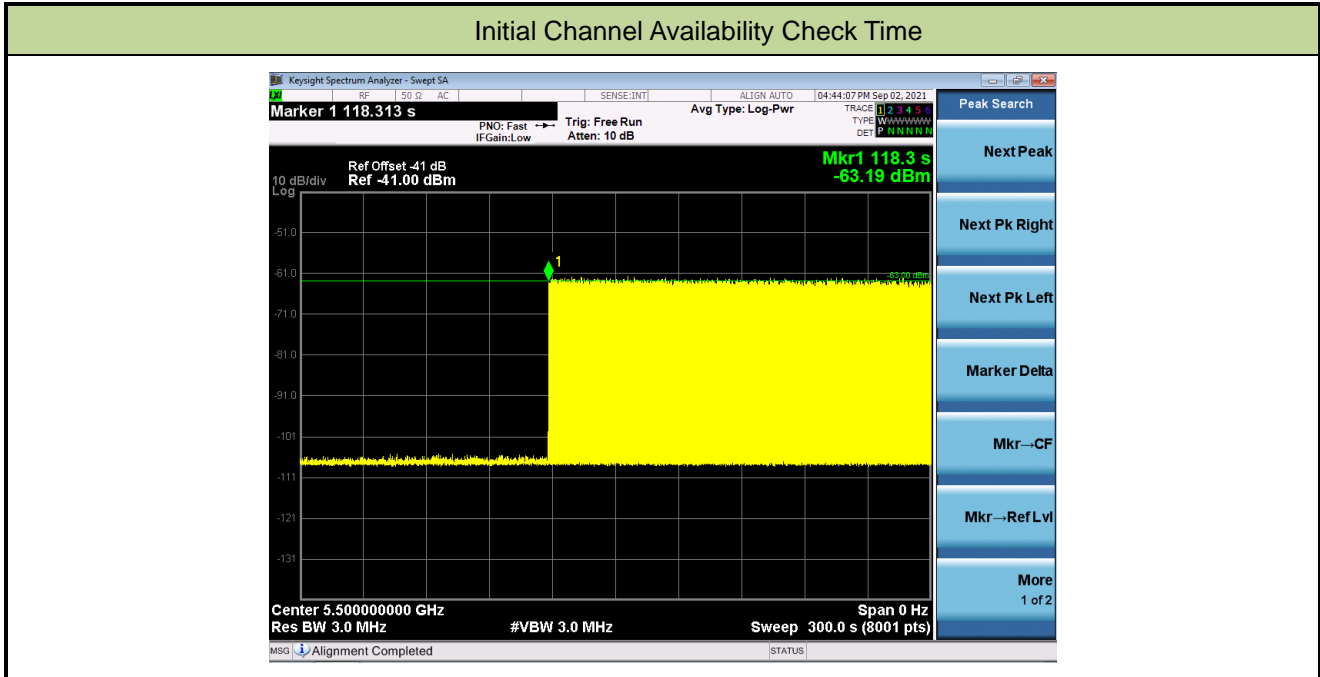 Initial Channel Availability Check Time
Keysight Spectrum Analyzer - Swept SA
LXI RF 50 Ω AC SENSE:INT ALIGN AUTO 04:44:07 PM Sep 02, 2021
Marker 1 118.313 s
PNO: Fast
IFGain:Low
Trig: Free Run
Atten: 10 dB
Avg Type: Log-Pwr
TRACE 1 2 3 4 5 6
TYPE W WWWWW
DET P N N N N N
Peak Search
Ref Offset -41 dB
10 dB/div Ref -41.00 dBm
Log
Mkr1 118.3 s
-63.19 dBm
Next Peak
-51.0
Next Pk Right
1
-61.0
-63.00 dBm
Next Pk Left
-71.0
-81.0
Marker Delta
-91.0
-101
Mkr→CF
-111
-121
Mkr→Ref Lvl
-131
More
1 of 2
Center 5.500000000 GHz Span 0 Hz
Res BW 3.0 MHz #VBW 3.0 MHz Sweep 300.0 s (8001 pts)
MSG Alignment Completed STATUS